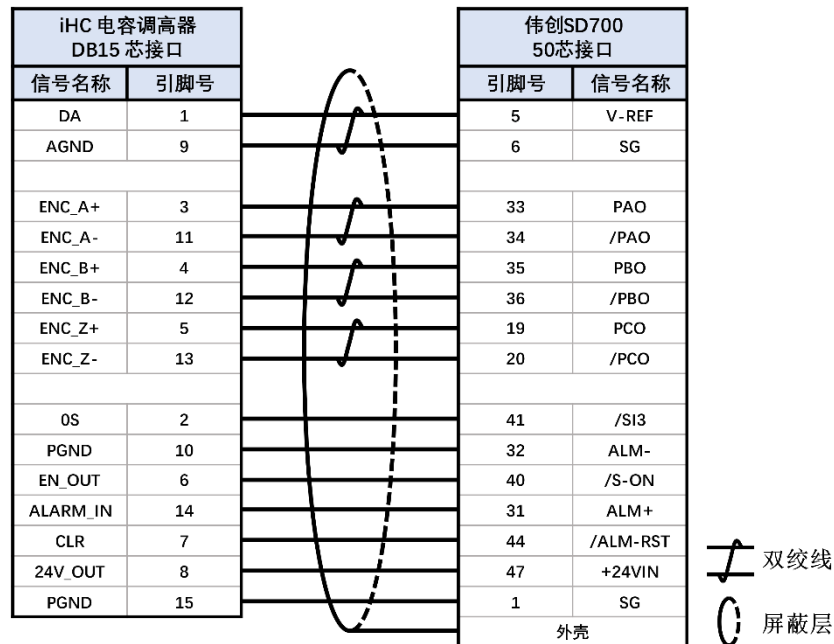 iHC 电容调高器
DB15 芯接口
伟创SD700
50芯接口
信号名称 引脚号 引脚号 信号名称
DA 1 5 V-REF
AGND 9 6 SG
ENC_A+ 3 33 PAO
ENC_A- 11 34 /PAO
ENC_B+ 4 35 PBO
ENC_B- 12 36 /PBO
ENC_Z+ 5 19 PCO
ENC_Z- 13 20 /PCO
0S 2 41 /SI3
PGND 10 32 ALM-
EN_OUT 6 40 /S-ON
ALARM_IN 14 31 ALM+
CLR 7 44 /ALM-RST
24V_OUT 8 47 +24VIN
PGND 15 1 SG
外壳
双绞线
屏蔽层